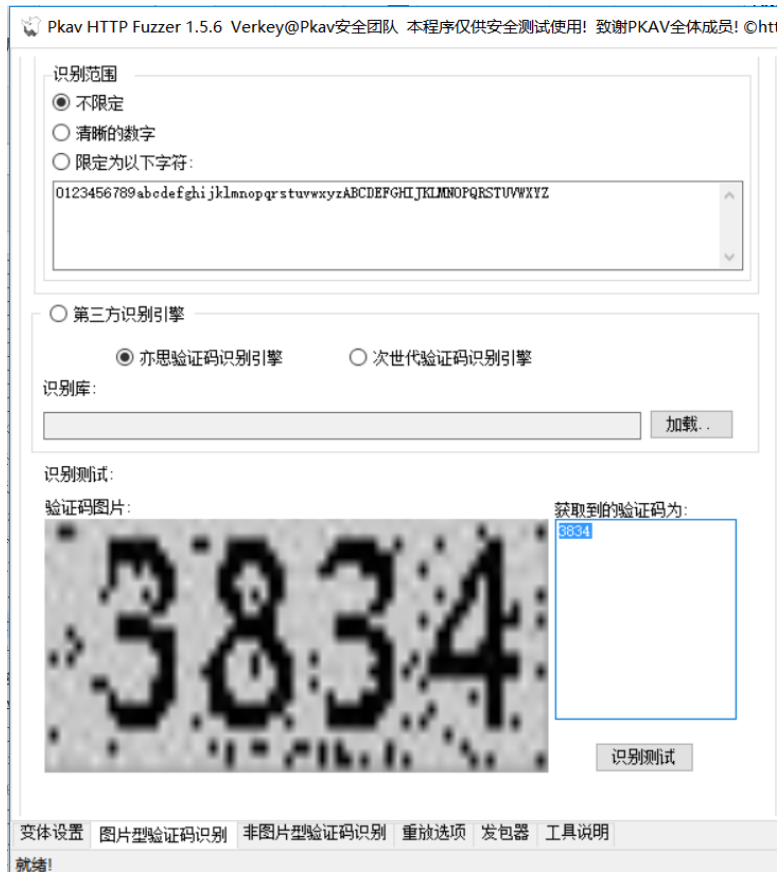 Pkav HTTP Fuzzer 1.5.6 Verkey@Pkav安全团队 本程序仅供安全测试使用! 致谢PKAV全体成员! ©htt
识别范围
不限定
清晰的数字
限定为以下字符:
0123456789abcdefghijklmnopqrstuvwxyzABCDEFGHIJKLMNOPQRSTUVWXYZ
第三方识别引擎
亦思验证码识别引擎 次世代验证码识别引擎
识别库:
加载..
识别测试:
验证码图片: 获取到的验证码为:
3834
3834
识别测试
变体设置 图片型验证码识别 非图片型验证码识别 重放选项 发包器 工具说明
就绪!